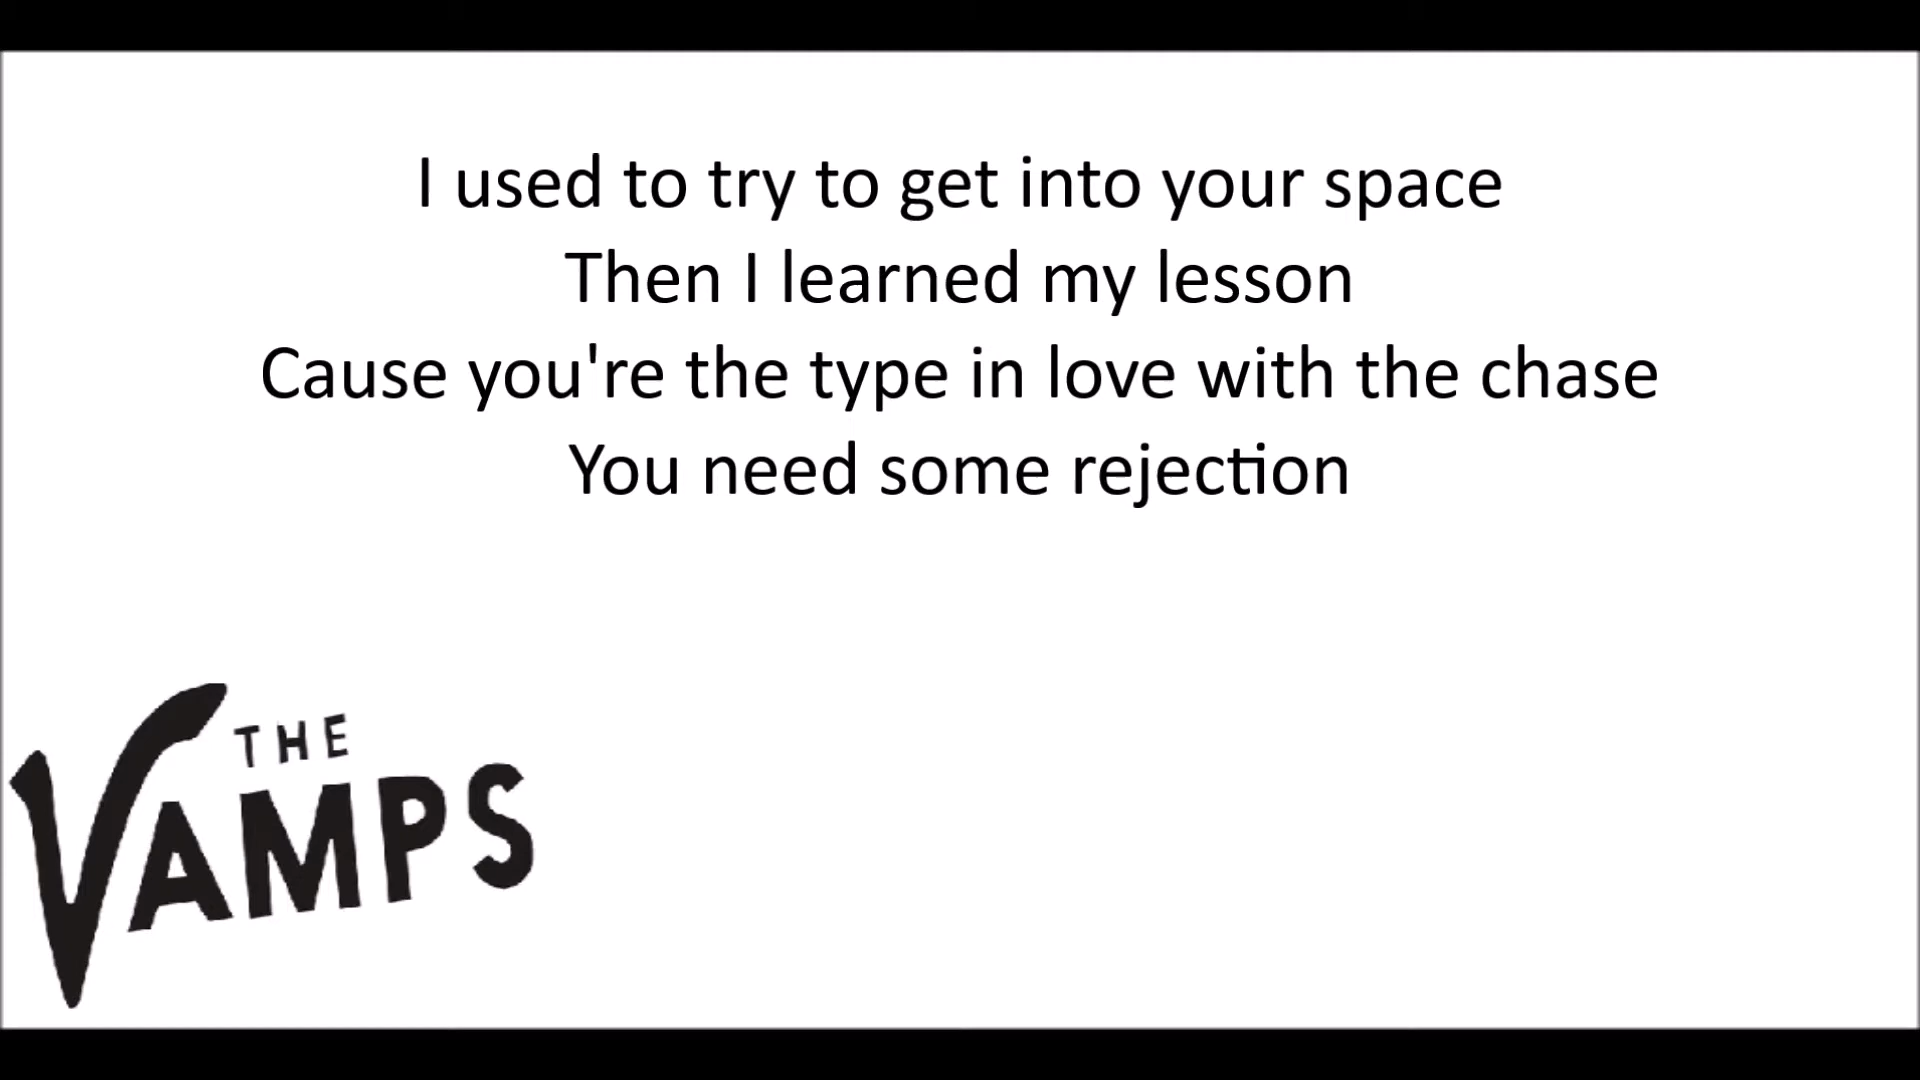 I used to try to get into your space
Then I learned my lesson
Cause you're the type in love with the chase
You need some rejection
THE
VAMPS